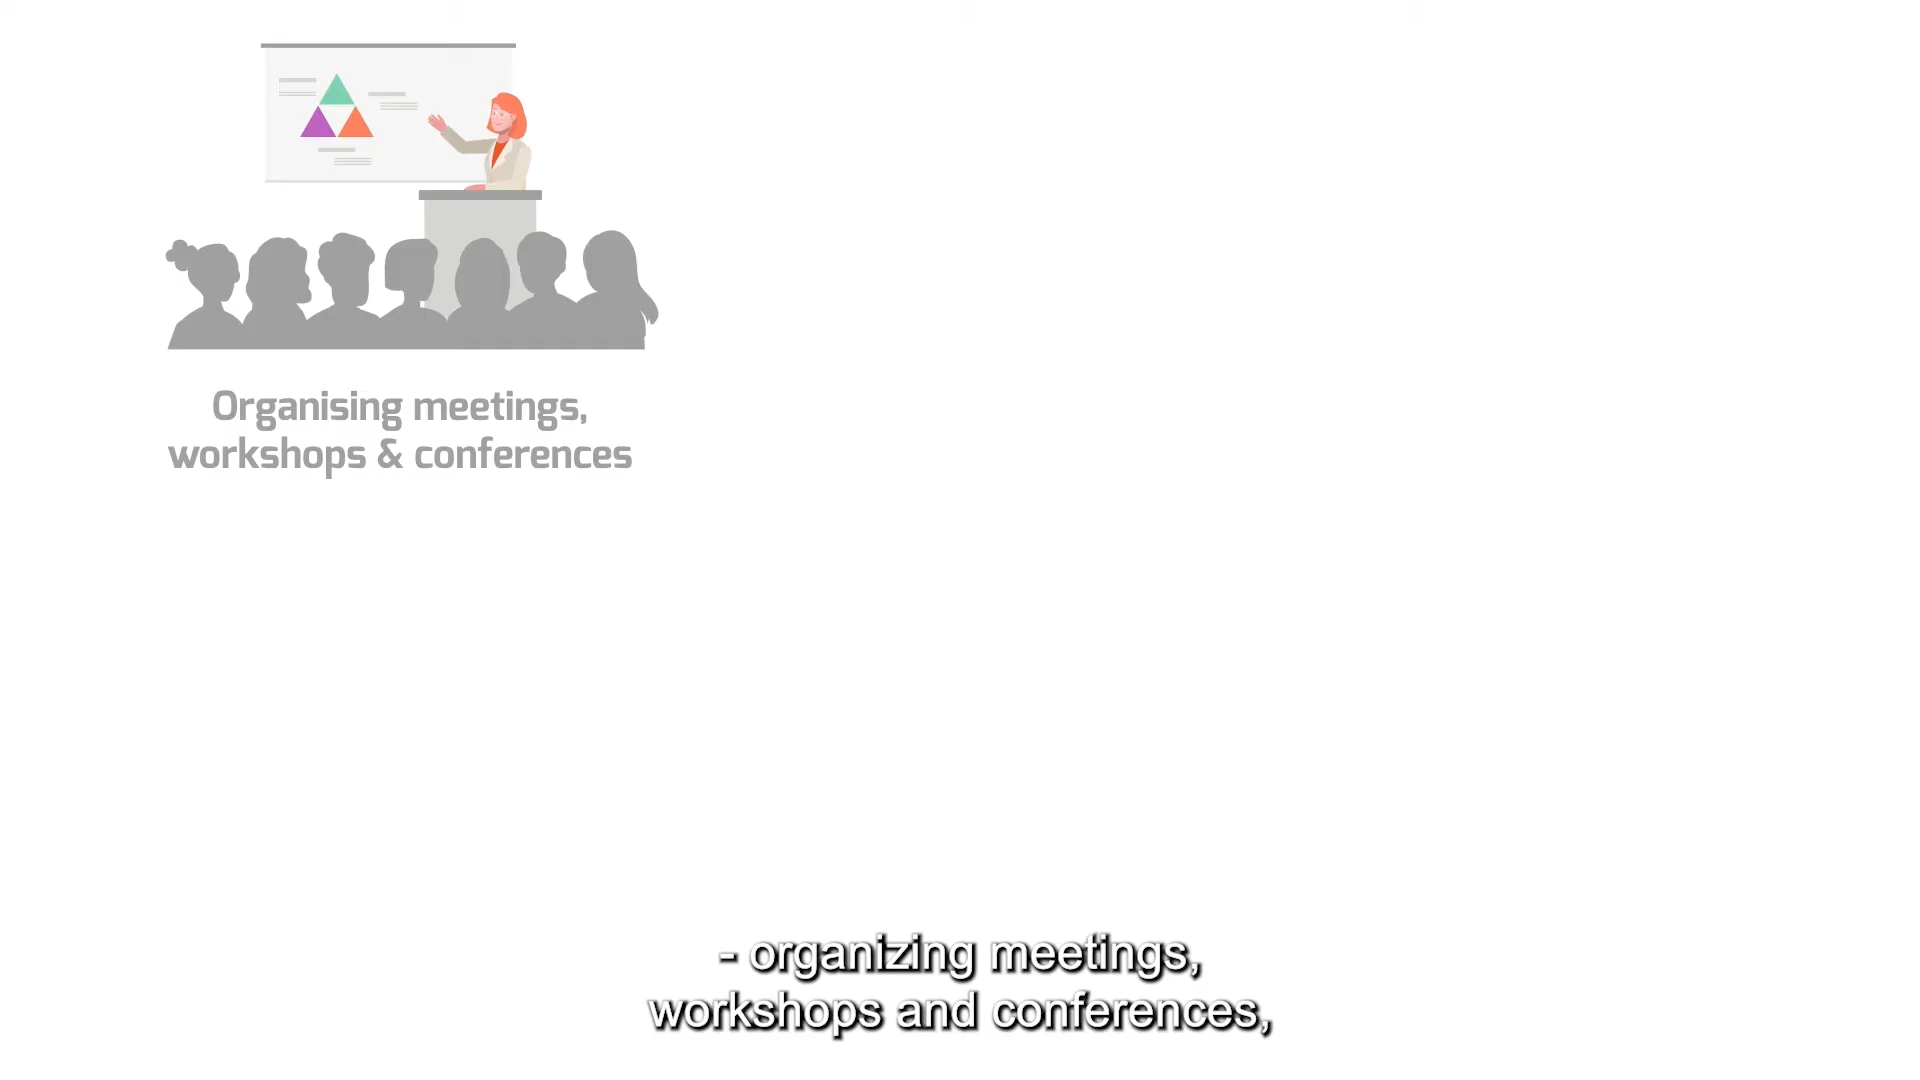 Organising meetings,
workshops & conferences
- organizing meetings,
workshops and conferences,